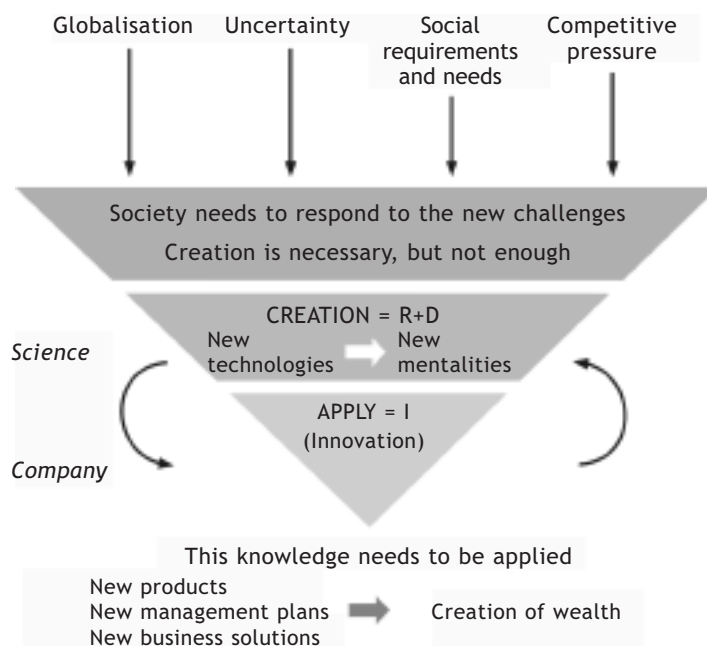 Globalisation
Uncertainty
Social
requirements
and needs
Competitive
pressure
Society needs to respond to the new challenges
Creation is necessary, but not enough
CREATION = R+D
New
technologies
New
mentalities
Science
APPLY = I
(Innovation)
Company
This knowledge needs to be applied
New products
New management plans
New business solutions
Creation of wealth